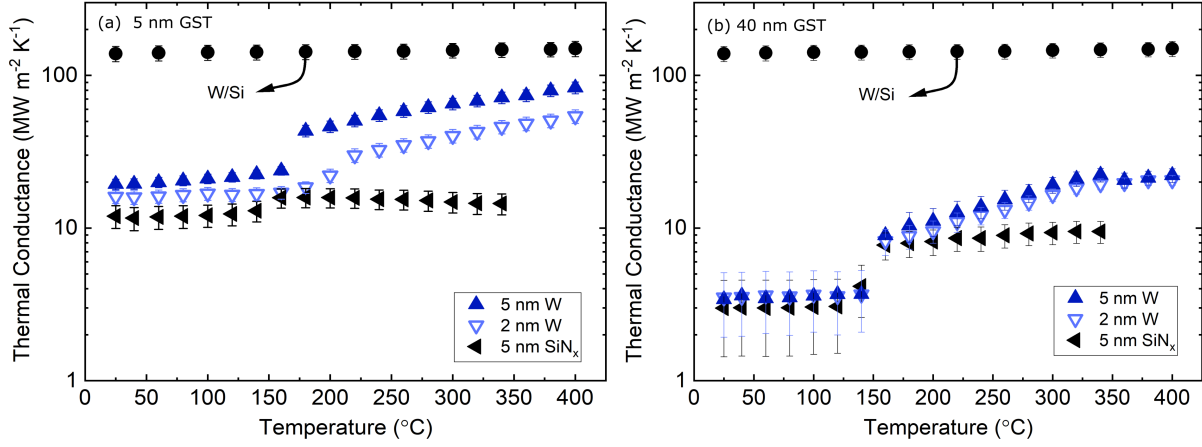 (a) 5 nm GST
Thermal Conductance (MW m⁻² K⁻¹)
100
10
1
W/Si
5 nm W
2 nm W
5 nm SiNₓ
0 50 100 150 200 250 300 350 400
Temperature (°C)
(b) 40 nm GST
Thermal Conductance (MW m⁻² K⁻¹)
100
10
1
W/Si
5 nm W
2 nm W
5 nm SiNₓ
0 50 100 150 200 250 300 350 400
Temperature (°C)